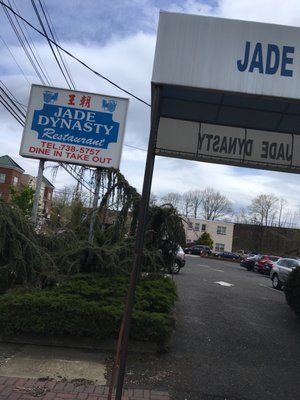 王朝
JADE
DYNASTY
Restaurant
TEL:738-5757
DINE IN TAKE OUT
JADE
JADE DYNASTY